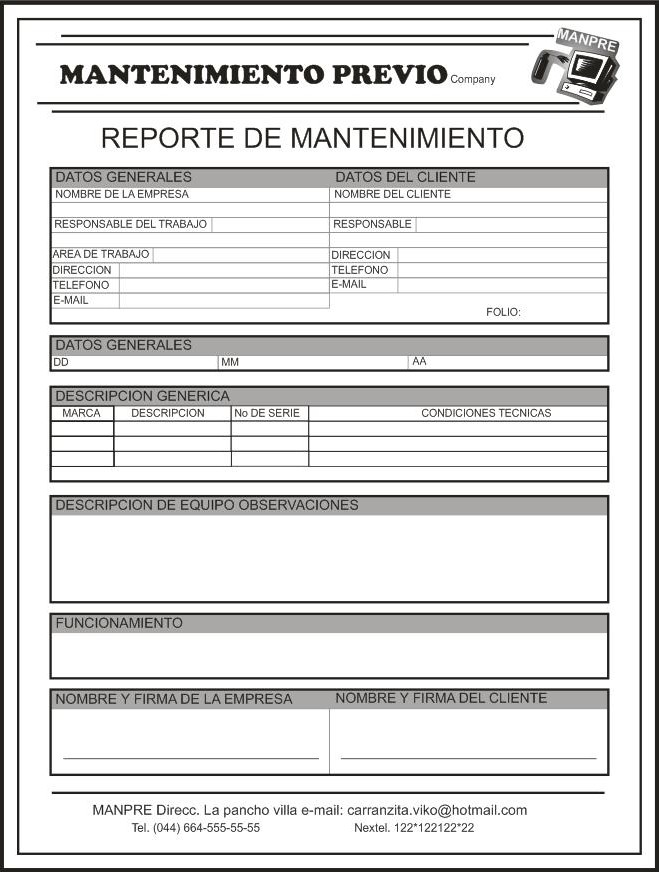 MANPRE
MANTENIMIENTO PREVIO Company
REPORTE DE MANTENIMIENTO
DATOS GENERALES DATOS DEL CLIENTE
NOMBRE DE LA EMPRESA NOMBRE DEL CLIENTE
RESPONSABLE DEL TRABAJO RESPONSABLE
AREA DE TRABAJO DIRECCION
DIRECCION TELEFONO
TELEFONO E-MAIL
E-MAIL
FOLIO:
DATOS GENERALES
DD MM AA
DESCRIPCION GENERICA
MARCA DESCRIPCION No DE SERIE CONDICIONES TECNICAS
DESCRIPCION DE EQUIPO OBSERVACIONES
FUNCIONAMIENTO
NOMBRE Y FIRMA DE LA EMPRESA NOMBRE Y FIRMA DEL CLIENTE
MANPRE Direcc. La pancho villa e-mail: carranzita.viko@hotmail.com
Tel. (044) 664-555-55-55 Nextel. 122*122122*22